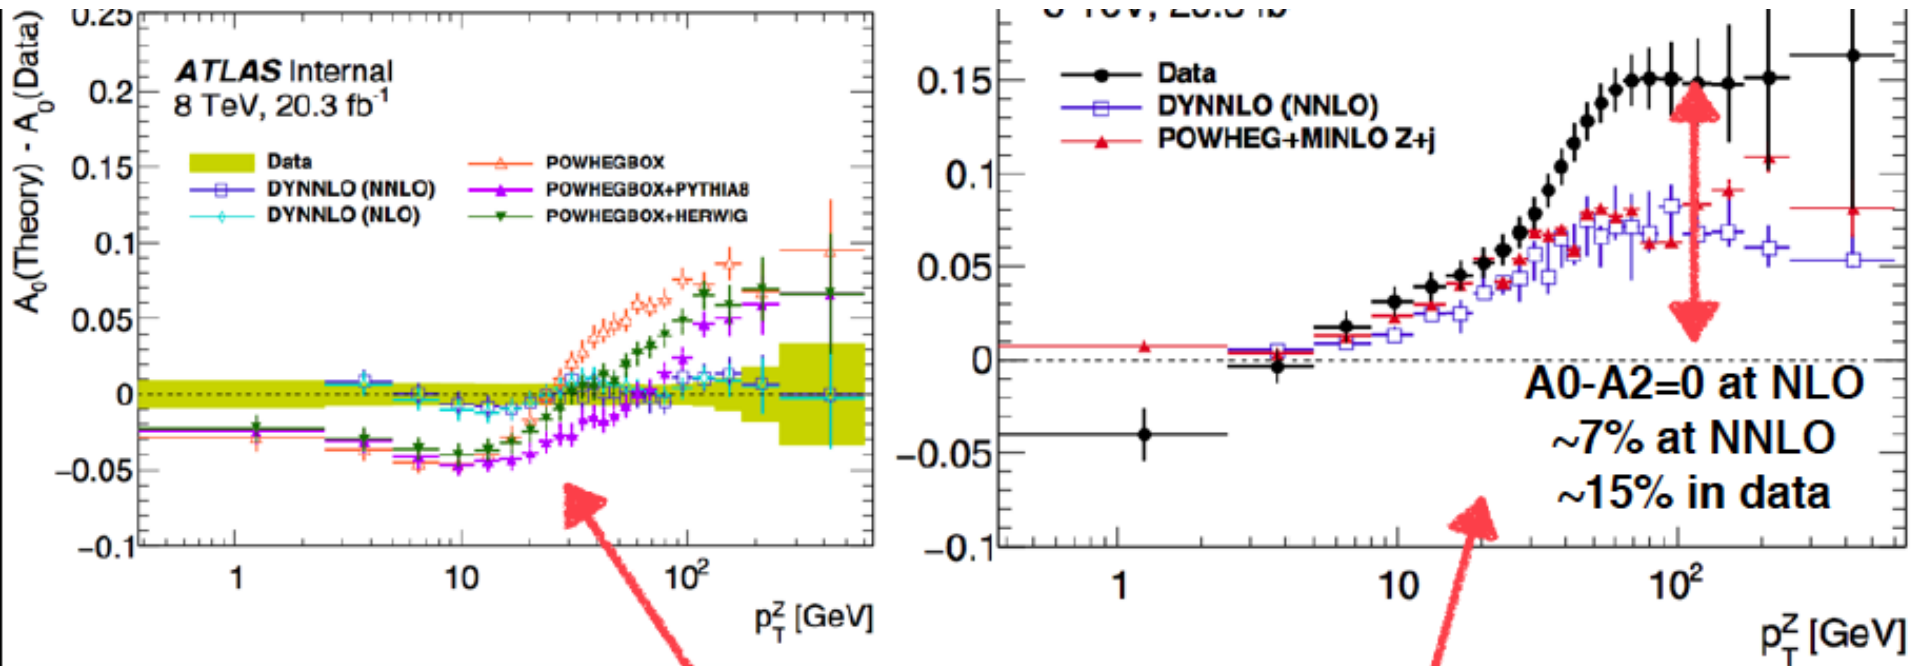 0.25
0.2
0.15
0.1
0.05
0
−0.05
−0.1
A0(Theory) - A0(Data)
ATLAS Internal
8 TeV, 20.3 fb-1
Data
DYNNLO (NNLO)
DYNNLO (NLO)
POWHEGBOX
POWHEGBOX+PYTHIA8
POWHEGBOX+HERWIG
1 10 10²
pTZ [GeV]
Data
DYNNLO (NNLO)
POWHEG+MINLO Z+j
0.15
0.1
0.05
0
−0.05
−0.1
A0-A2=0 at NLO
~7% at NNLO
~15% in data
1 10 10²
pTZ [GeV]